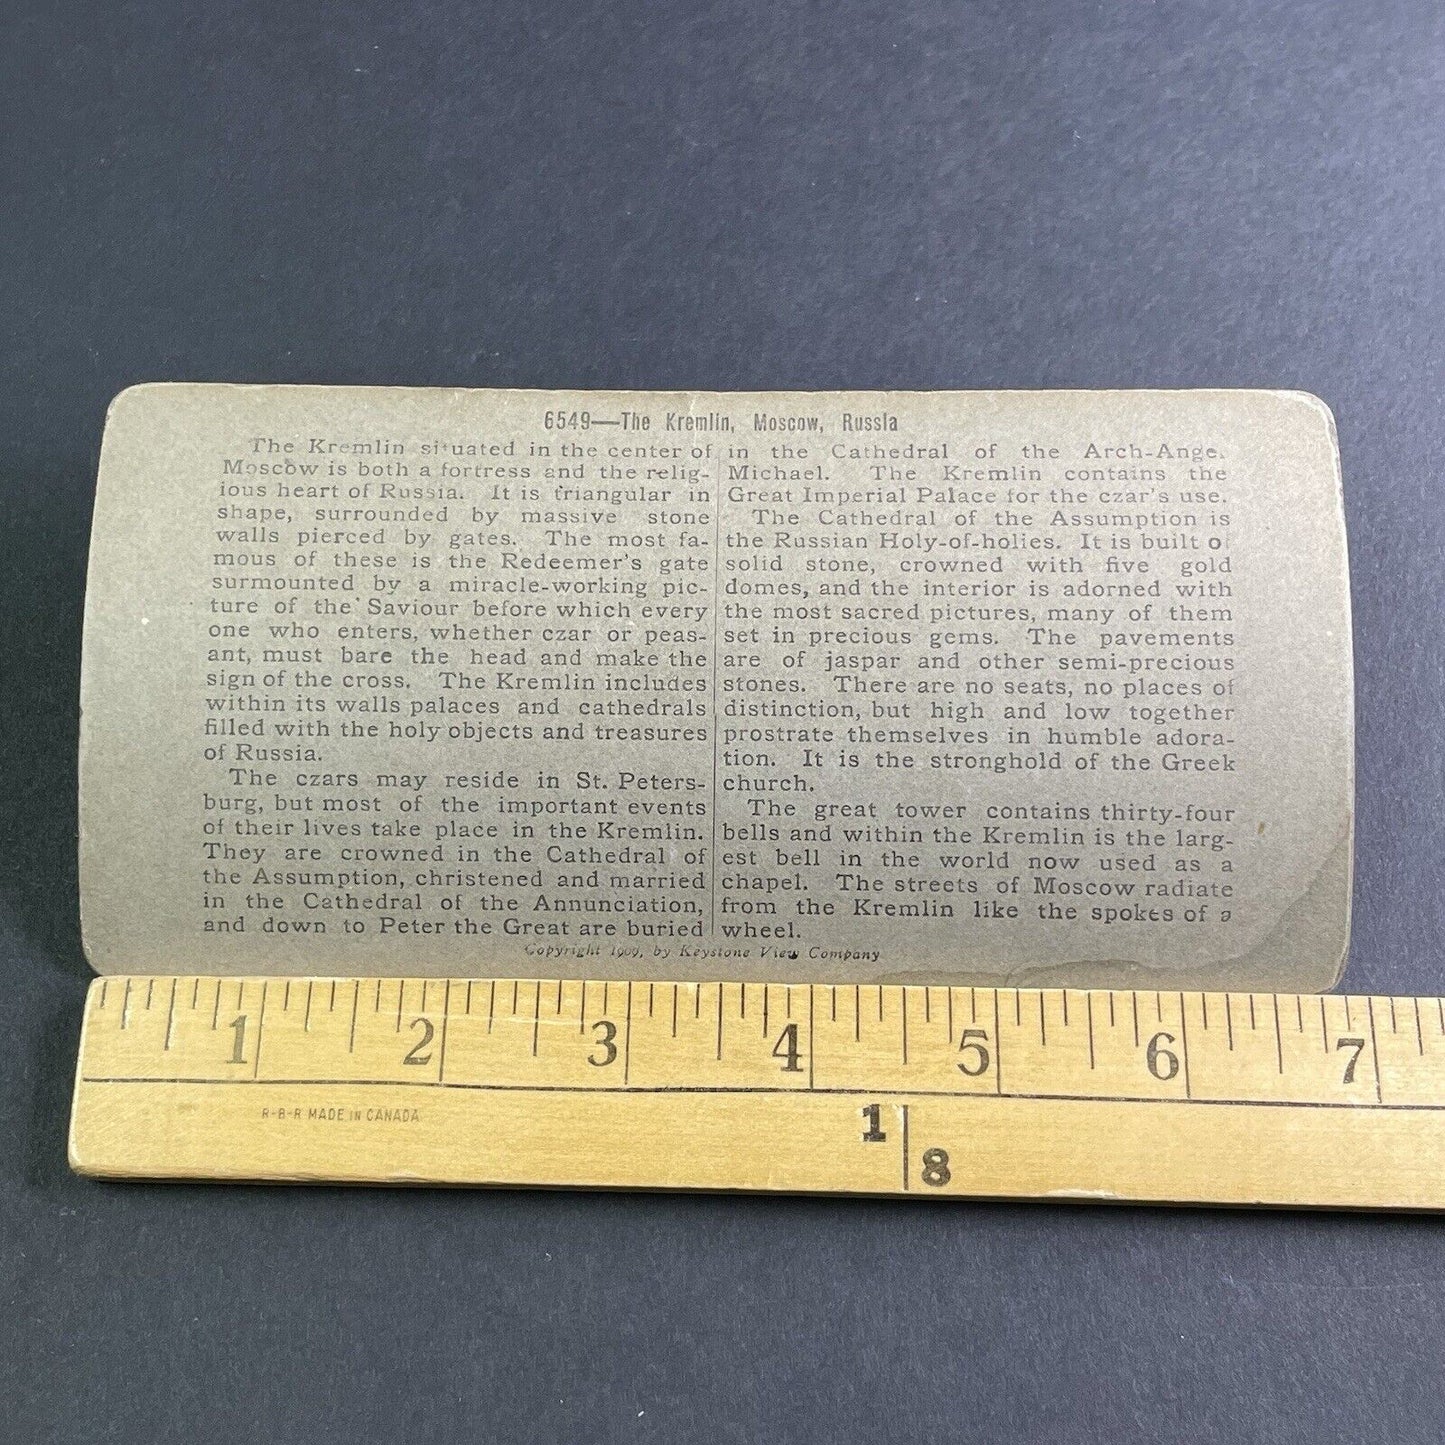 6549—The Kremlin, Moscow, Russia
The Kremlin situated in the center of
Moscow is both a fortress and the relig-
ious heart of Russia. It is triangular in
shape, surrounded by massive stone
walls pierced by gates. The most fa-
mous of these is the Redeemer's gate
surmounted by a miracle-working pic-
ture of the Saviour before which every
one who enters, whether czar or peas-
ant, must bare the head and make the
sign of the cross. The Kremlin includes
within its walls palaces and cathedrals
filled with the holy objects and treasures
of Russia.
The czars may reside in St. Peters-
burg, but most of the important events
of their lives take place in the Kremlin.
They are crowned in the Cathedral of
the Assumption, christened and married
in the Cathedral of the Annunciation,
and down to Peter the Great are buried
in the Cathedral of the Arch-Ange.
Michael. The Kremlin contains the
Great Imperial Palace for the czar's use.
The Cathedral of the Assumption is
the Russian Holy-of-holies. It is built of
solid stone, crowned with five gold
domes, and the interior is adorned with
the most sacred pictures, many of them
set in precious gems. The pavements
are of jaspar and other semi-precious
stones. There are no seats, no places of
distinction, but high and low together
prostrate themselves in humble adora-
tion. It is the stronghold of the Greek
church.
The great tower contains thirty-four
bells and within the Kremlin is the larg-
est bell in the world now used as a
chapel. The streets of Moscow radiate
from the Kremlin like the spokes of a
wheel.
Copyright 1909, by Keystone View Company
1 2 3 4 5 6 7
R-B-R MADE IN CANADA
1 8